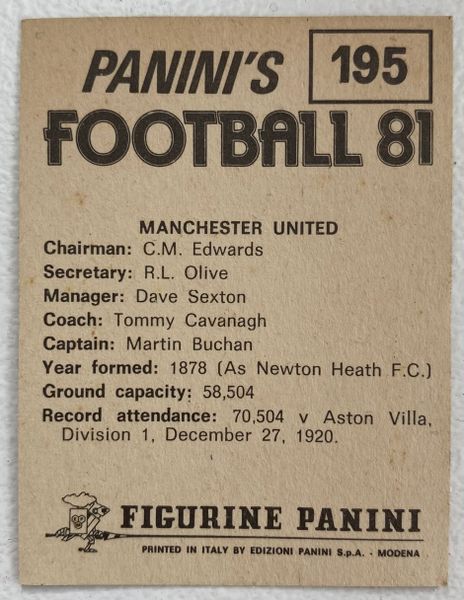 PANINI'S
195
FOOTBALL 81
MANCHESTER UNITED
Chairman: C.M. Edwards
Secretary: R.L. Olive
Manager: Dave Sexton
Coach: Tommy Cavanagh
Captain: Martin Buchan
Year formed: 1878 (As Newton Heath F.C.)
Ground capacity: 58,504
Record attendance: 70,504 v Aston Villa,
Division 1, December 27, 1920.
FIGURINE PANINI
PRINTED IN ITALY BY EDIZIONI PANINI S.p.A. - MODENA